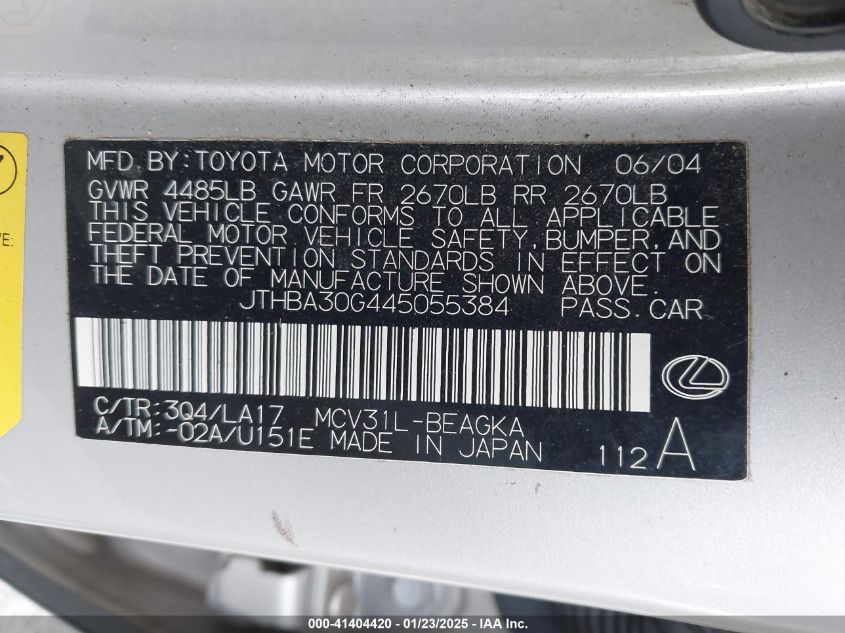 MFD. BY: TOYOTA MOTOR CORPORATION 06/04
GVWR 4485LB GAWR FR 2670LB RR 2670LB
THIS VEHICLE CONFORMS TO ALL APPLICABLE
FEDERAL MOTOR VEHICLE SAFETY, BUMPER, AND
THEFT PREVENTION STANDARDS IN EFFECT ON
THE DATE OF MANUFACTURE SHOWN ABOVE.
JTHBA30G445055384 PASS. CAR
C/TR: 3Q4/LA17 MCV31L-BEAGKA
A/TM: -02A/U151E MADE IN JAPAN
112 A
000-41404420 | 01/23/2025 | IAAI.COM